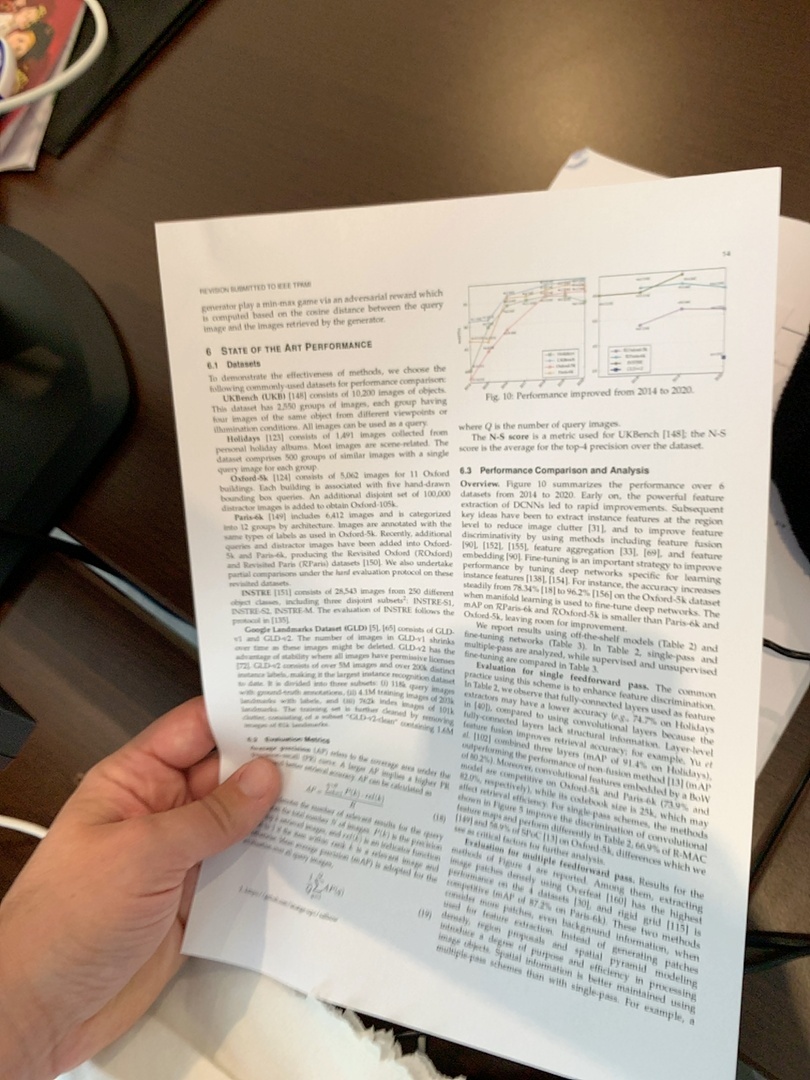 REVISION SUBMITTED TO IEEE TPAMI
14
generator play a min-max game via an adversarial reward which
is computed based on the cosine distance between the query
image and the images retrieved by the generator.
6 STATE OF THE ART PERFORMANCE
6.1 Datasets
To demonstrate the effectiveness of methods, we choose the
following commonly-used datasets for performance comparison:
UKBench (UKB) [148] consists of 10,200 images of objects.
This dataset has 2,550 groups of images, each group having
four images of the same object from different viewpoints or
illumination conditions. All images can be used as a query.
Holidays [123] consists of 1,491 images collected from
personal holiday albums. Most images are scene-related. The
dataset comprises 500 groups of similar images with a single
query image for each group.
Oxford-5k [124] consists of 5,062 images for 11 Oxford
buildings. Each building is associated with five hand-drawn
bounding box queries. An additional disjoint set of 100,000
distractor images is added to obtain Oxford-105k.
Paris-6k [149] includes 6,412 images and is categorized
into 12 groups by architecture. Images are annotated with the
same types of labels as used in Oxford-5k. Recently, additional
queries and distractor images have been added into Oxford-
5k and Paris-6k, producing the Revisited Oxford (ROxford)
and Revisited Paris (RParis) datasets [150]. We also undertake
partial comparisons under the hard evaluation protocol on these
revisited datasets.
INSTRE [151] consists of 28,543 images from 250 different
object classes, including three disjoint subsets: INSTRE-S1,
INSTRE-S2, INSTRE-M. The evaluation of INSTRE follows the
protocol in [135].
Google Landmarks Dataset (GLD) [5], [65] consists of GLD-
v1 and GLD-v2. The number of images in GLD-v1 shrinks
over time as these images might be deleted. GLD-v2 has the
advantage of stability where all images have permissive licenses
[72]. GLD-v2 consists of over 5M images and over 200k distinct
instance labels, making it the largest instance recognition dataset
to date. It is divided into three subsets: (i) 118k query images
with ground-truth annotations, (ii) 4.1M training images of 203k
landmarks with labels, and (iii) 762k index images of 101k
landmarks. The training set is further cleaned by removing
clutter, consisting of a subset "GLD-v2-clean" containing 1.6M
images of 81k landmarks.
6.2 Evaluation Metrics
Average precision (AP) refers to the coverage area under the
precision-recall (PR) curve. A larger AP implies a higher PR
and better retrieval accuracy. AP can be calculated as
(18)
the number of relevant results for the query
the total number N of images. P(k) is the precision
retrieved images, and rel(k) is an indicator function
if the item within rank k is a relevant image and
Mean average precision (mAP) is adopted for the
evaluation over all query images,
(19)
Fig. 10: Performance improved from 2014 to 2020.
where Q is the number of query images.
The N-S score is a metric used for UKBench [148]; the N-S
score is the average for the top-4 precision over the dataset.
6.3 Performance Comparison and Analysis
Overview. Figure 10 summarizes the performance over 6
datasets from 2014 to 2020. Early on, the powerful feature
extraction of DCNNs led to rapid improvements. Subsequent
key ideas have been to extract instance features at the region
level to reduce image clutter [31], and to improve feature
discriminativity by using methods including feature fusion
[90], [152], [155], feature aggregation [33], [69], and feature
embedding [90]. Fine-tuning is an important strategy to improve
performance by tuning deep networks specific for learning
instance features [138], [154]. For instance, the accuracy increases
steadily from 78.34% [18] to 96.2% [156] on the Oxford-5k dataset
when manifold learning is used to fine-tune deep networks. The
mAP on RParis-6k and ROxford-5k is smaller than Paris-6k and
Oxford-5k, leaving room for improvement.
We report results using off-the-shelf models (Table 2) and
fine-tuning networks (Table 3). In Table 2, single-pass and
multiple-pass are analyzed, while supervised and unsupervised
fine-tuning are compared in Table 3.
Evaluation for single feedforward pass. The common
practice using this scheme is to enhance feature discrimination.
In Table 2, we observe that fully-connected layers used as feature
extractors may have a lower accuracy (e.g., 74.7% on Holidays
in [40]), compared to using convolutional layers because the
fully-connected layers lack structural information. Layer-level
feature fusion improves retrieval accuracy; for example, Yu et
al. [102] combined three layers (mAP of 91.4% on Holidays),
outperforming the performance of non-fusion method [13] (mAP
of 80.2%). Moreover, convolutional features embedded by a BoW
model are competitive on Oxford-5k and Paris-6k (73.9% and
82.0%, respectively), while its codebook size is 25k, which may
affect retrieval efficiency. For single-pass schemes, the methods
shown in Figure 5 improve the discrimination of convolutional
feature maps and perform differently in Table 2, 66.9% of R-MAC
[149] and 58.9% of SPoC [13] on Oxford-5k, differences which we
see as critical factors for further analysis.
Evaluation for multiple feedforward pass. Results for the
methods of Figure 4 are reported. Among them, extracting
image patches densely using Overfeat [160] has the highest
performance on the 4 datasets [30], and rigid grid [115] is
competitive (mAP of 87.2% on Paris-6k). These two methods
consider more patches, even background information, when
used for feature extraction. Instead of generating patches
densely, region proposals and spatial pyramid modeling
introduce a degree of purpose and efficiency in processing
image objects. Spatial information is better maintained using
multiple-pass schemes than with single-pass. For example, a